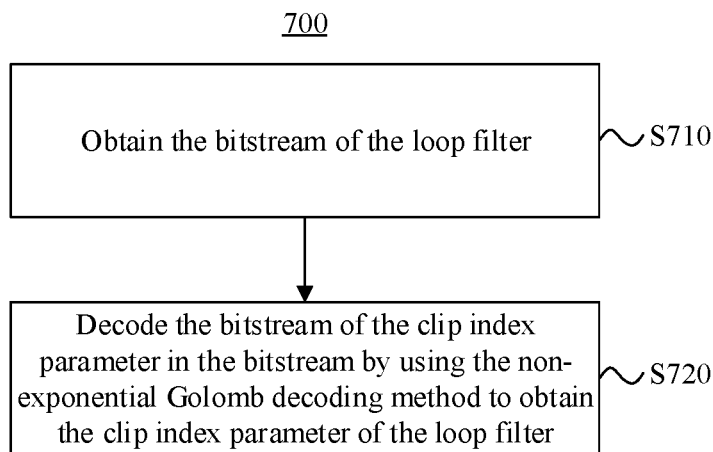 700
Obtain the bitstream of the loop filter
S710
Decode the bitstream of the clip index
parameter in the bitstream by using the non-
exponential Golomb decoding method to obtain
the clip index parameter of the loop filter
S720